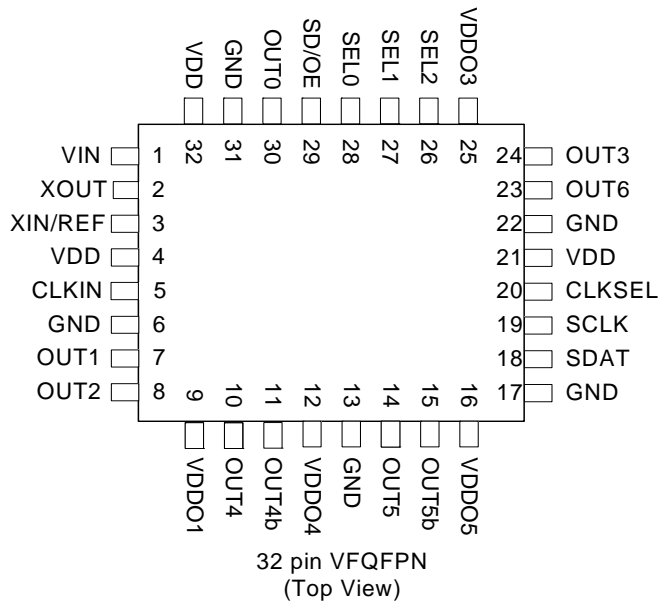 VDD GND OUT0 SD/OE SEL0 SEL1 SEL2 VDDO3
32 31 30 29 28 27 26 25
VIN 1 24 OUT3
XOUT 2 23 OUT6
XIN/REF 3 22 GND
VDD 4 21 VDD
CLKIN 5 20 CLKSEL
GND 6 19 SCLK
OUT1 7 18 SDAT
OUT2 8 17 GND
9 10 11 12 13 14 15 16
VDDO1 OUT4 OUT4b VDDO4 GND OUT5 OUT5b VDDO5
32 pin VFQFPN
(Top View)